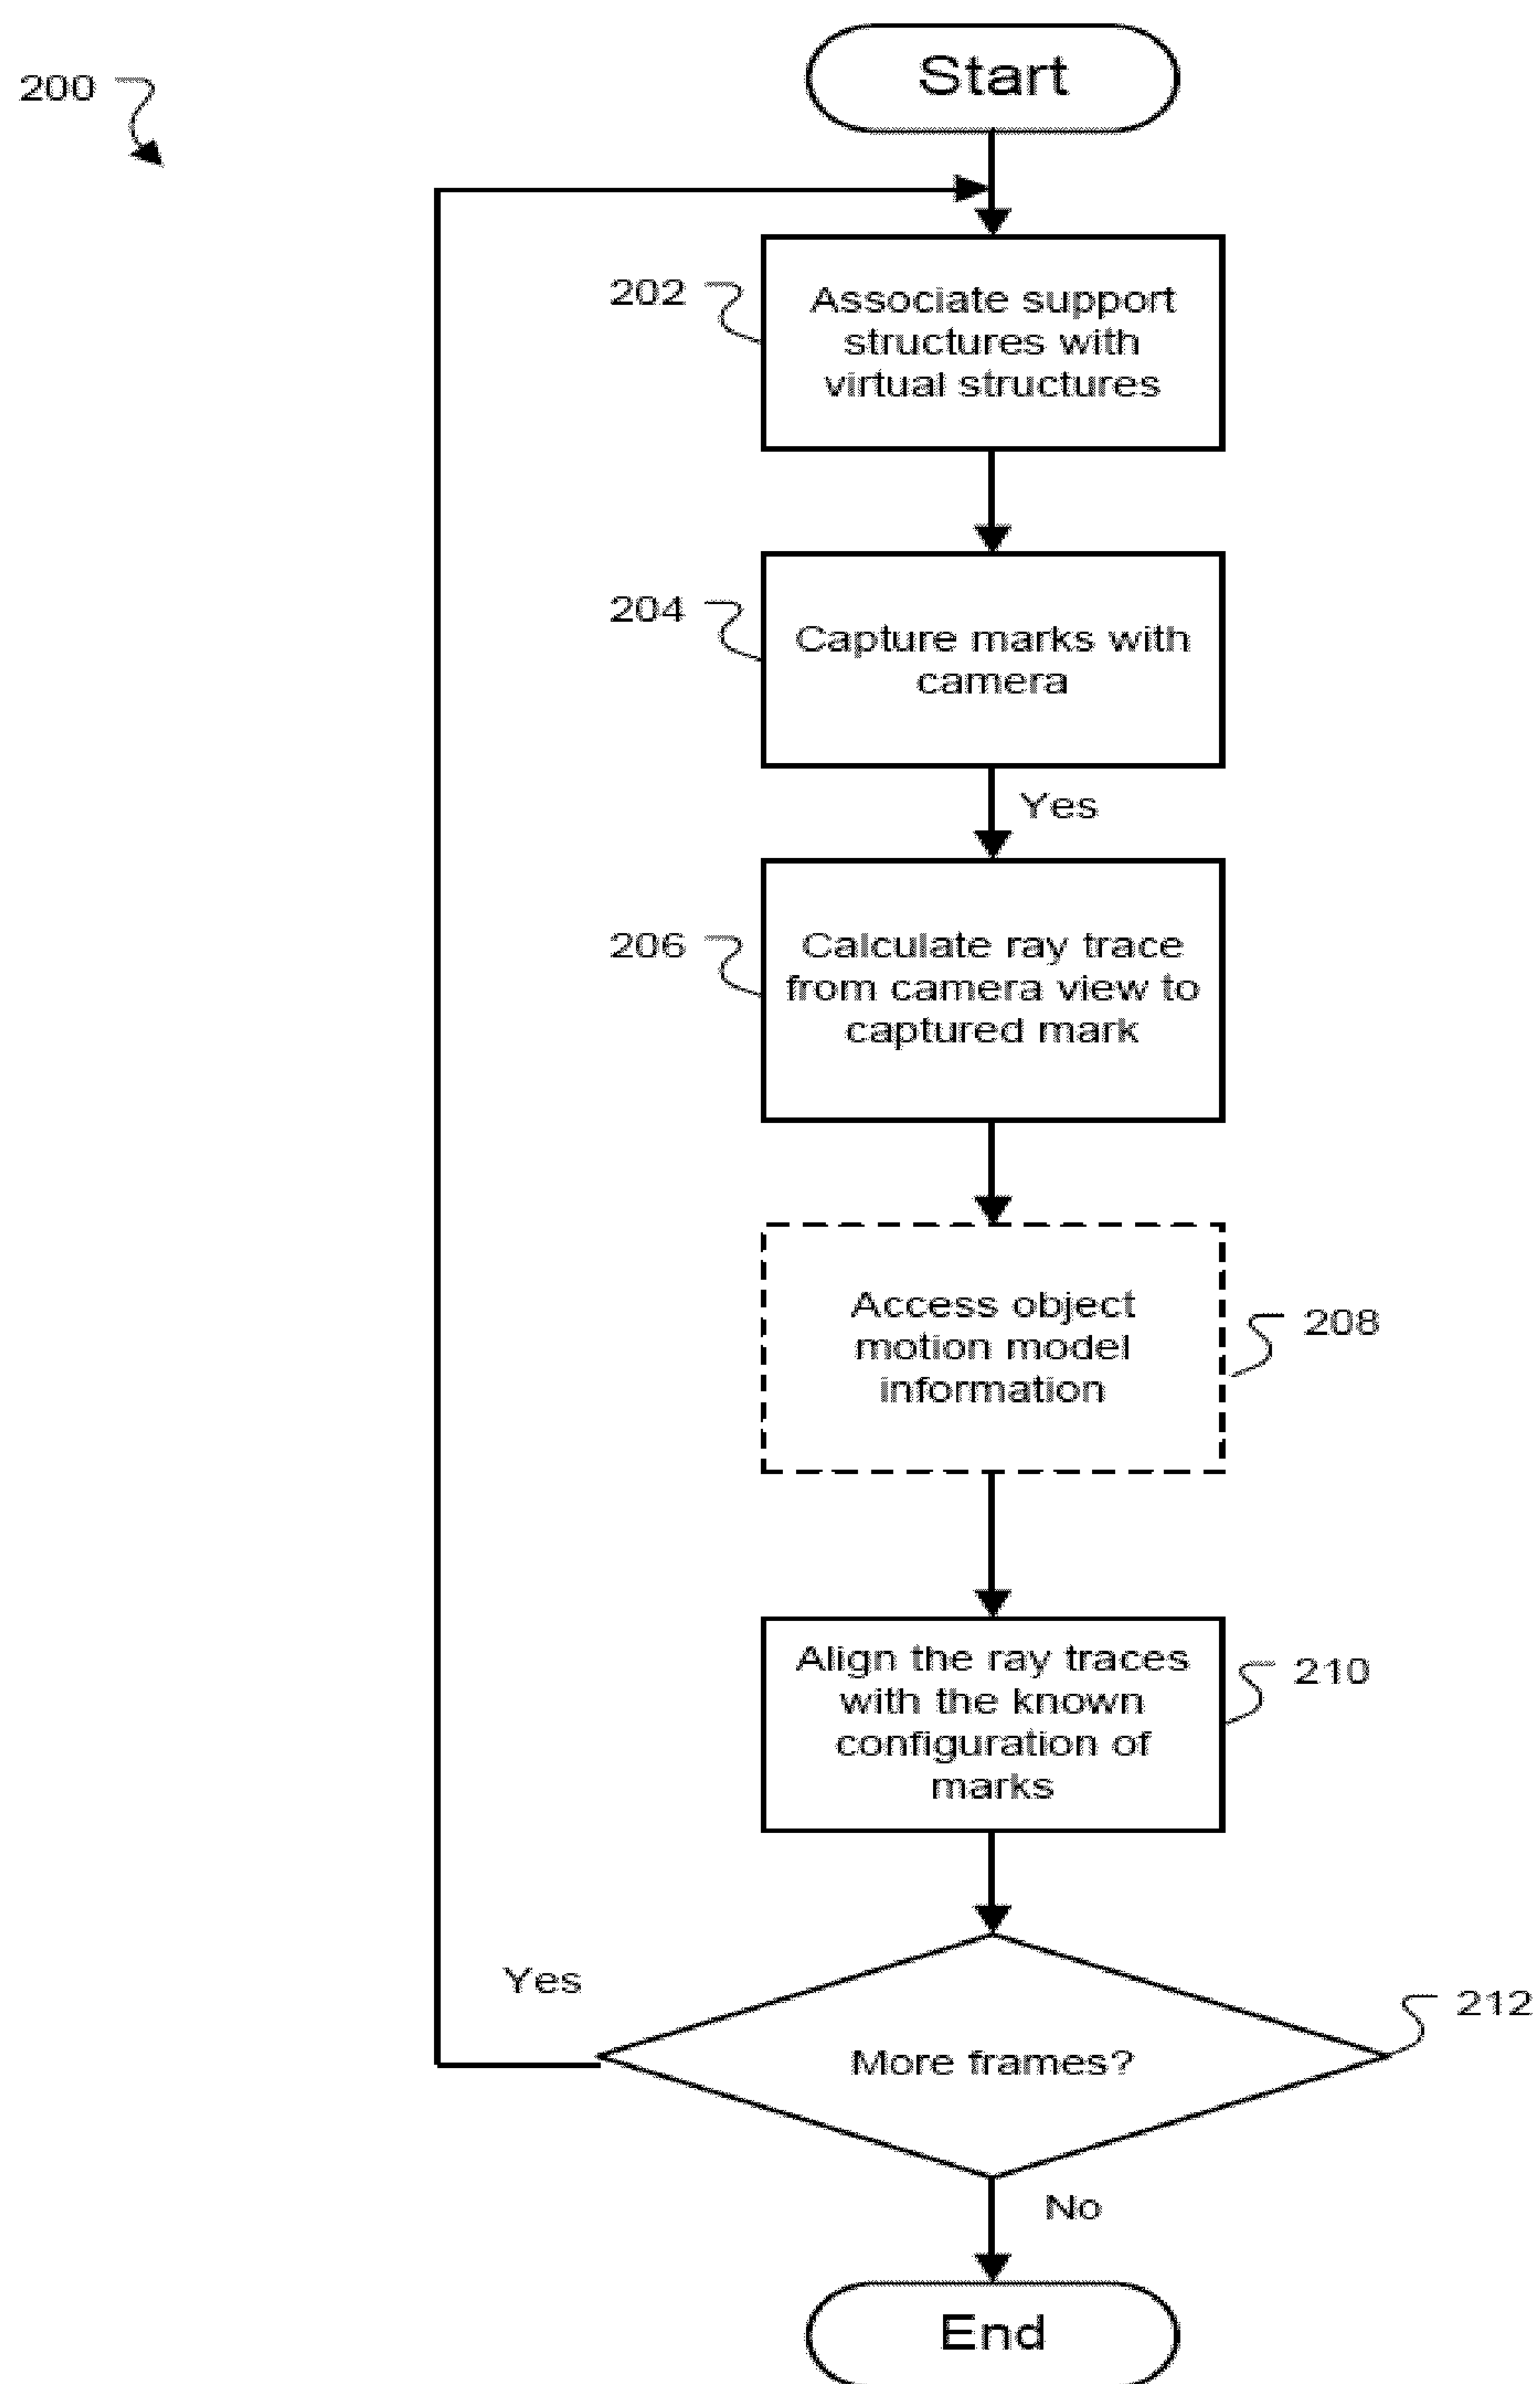 200
Start
202
Associate support
structures with
virtual structures
204
Capture marks with
camera
Yes
206
Calculate ray trace
from camera view to
captured mark
Access object
motion model
information
208
Align the ray traces
with the known
configuration of
marks
210
Yes
More frames?
212
No
End